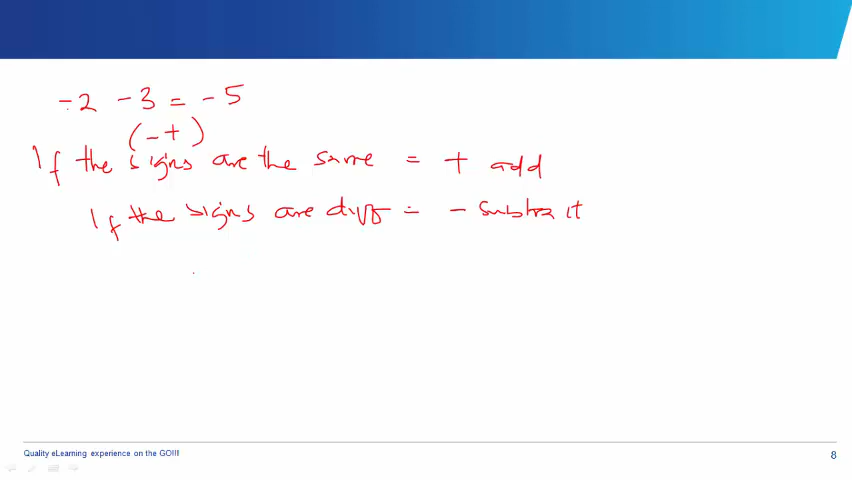 -2 -3 = -5
(- +)
If the signs are the same = + add
If the signs are diff = - subtract
Quality eLearning experience on the GO!!!
8